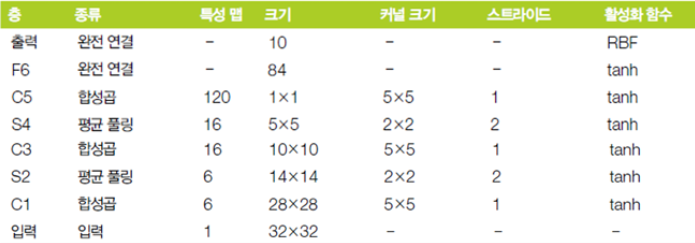 층 종류 특성 맵 크기 커널 크기 스트라이드 활성화 함수
출력 완전 연결 – 10 – – RBF
F6 완전 연결 – 84 – – tanh
C5 합성곱 120 1×1 5×5 1 tanh
S4 평균 풀링 16 5×5 2×2 2 tanh
C3 합성곱 16 10×10 5×5 1 tanh
S2 평균 풀링 6 14×14 2×2 2 tanh
C1 합성곱 6 28×28 5×5 1 tanh
입력 입력 1 32×32 – – –